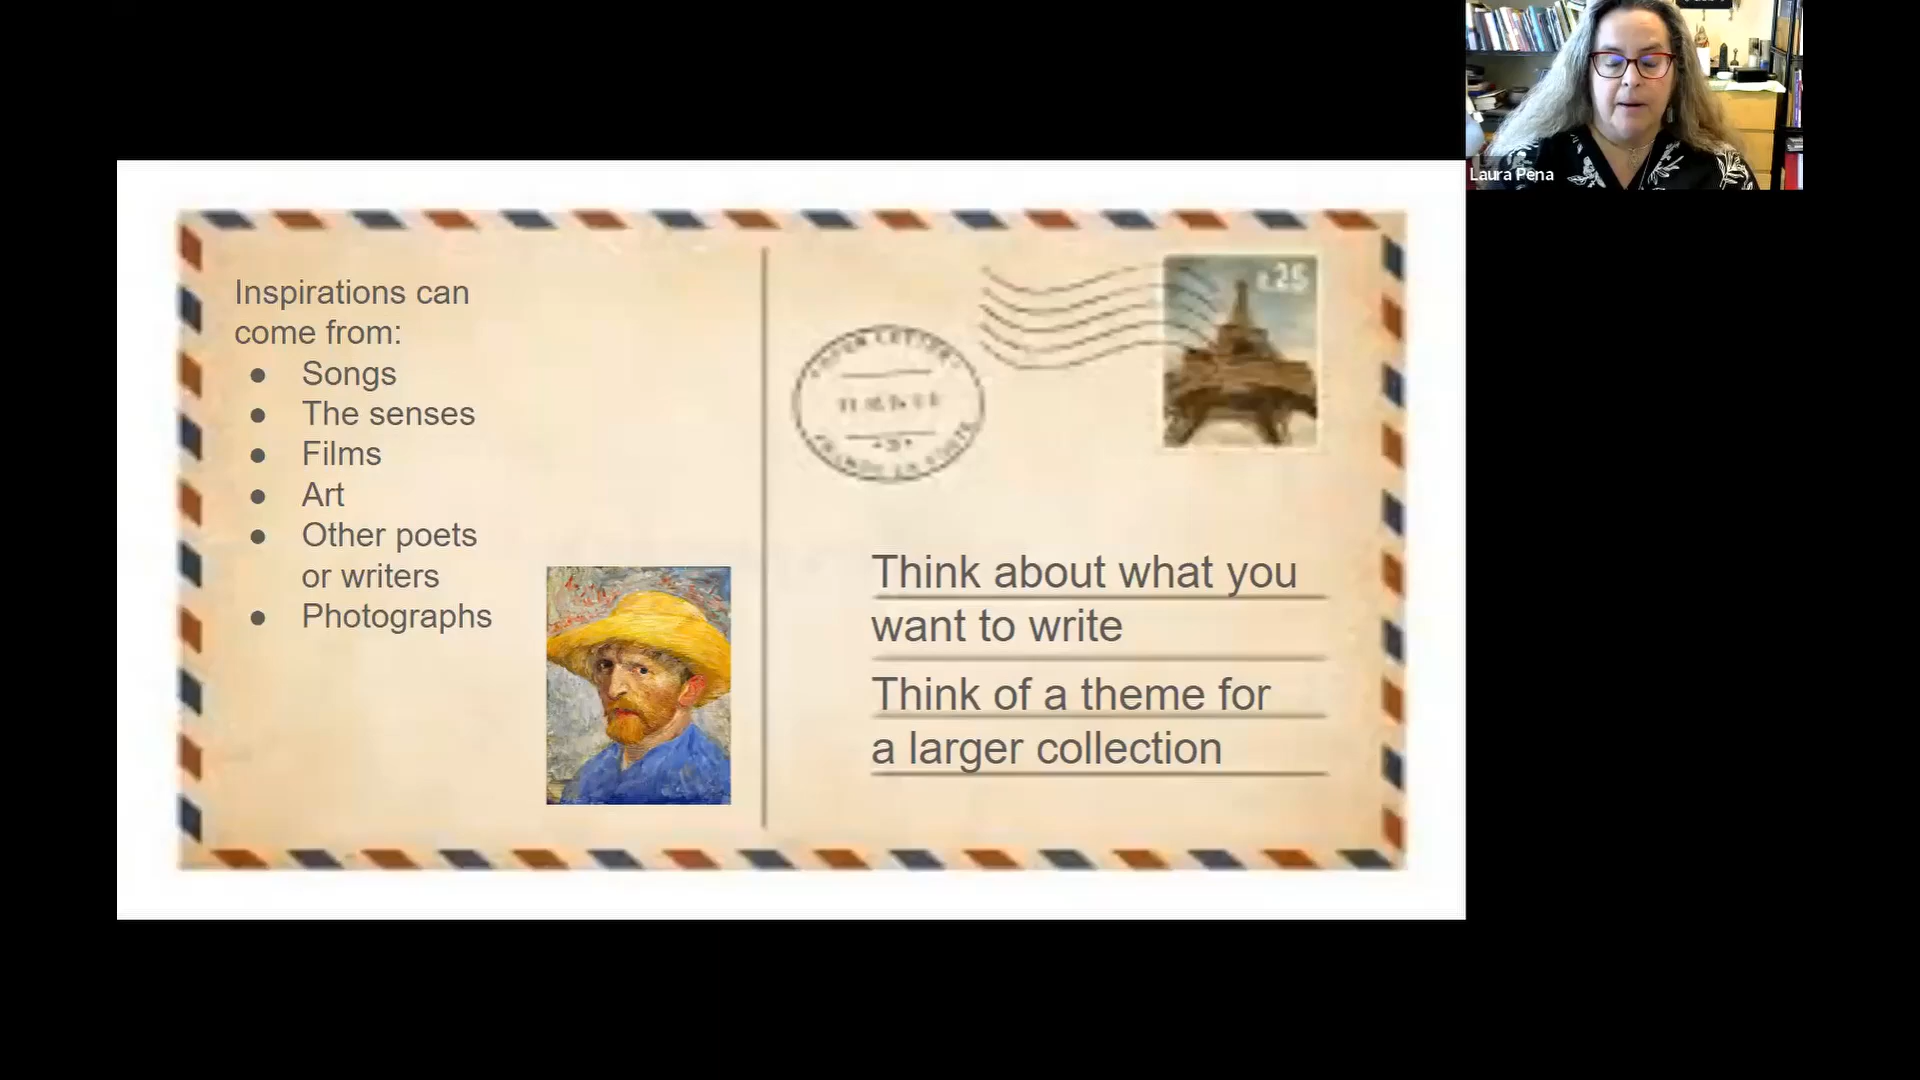 Laura Pena
Inspirations can
come from:
● Songs
● The senses
● Films
● Art
● Other poets
or writers
● Photographs
.25
Think about what you
want to write
Think of a theme for
a larger collection